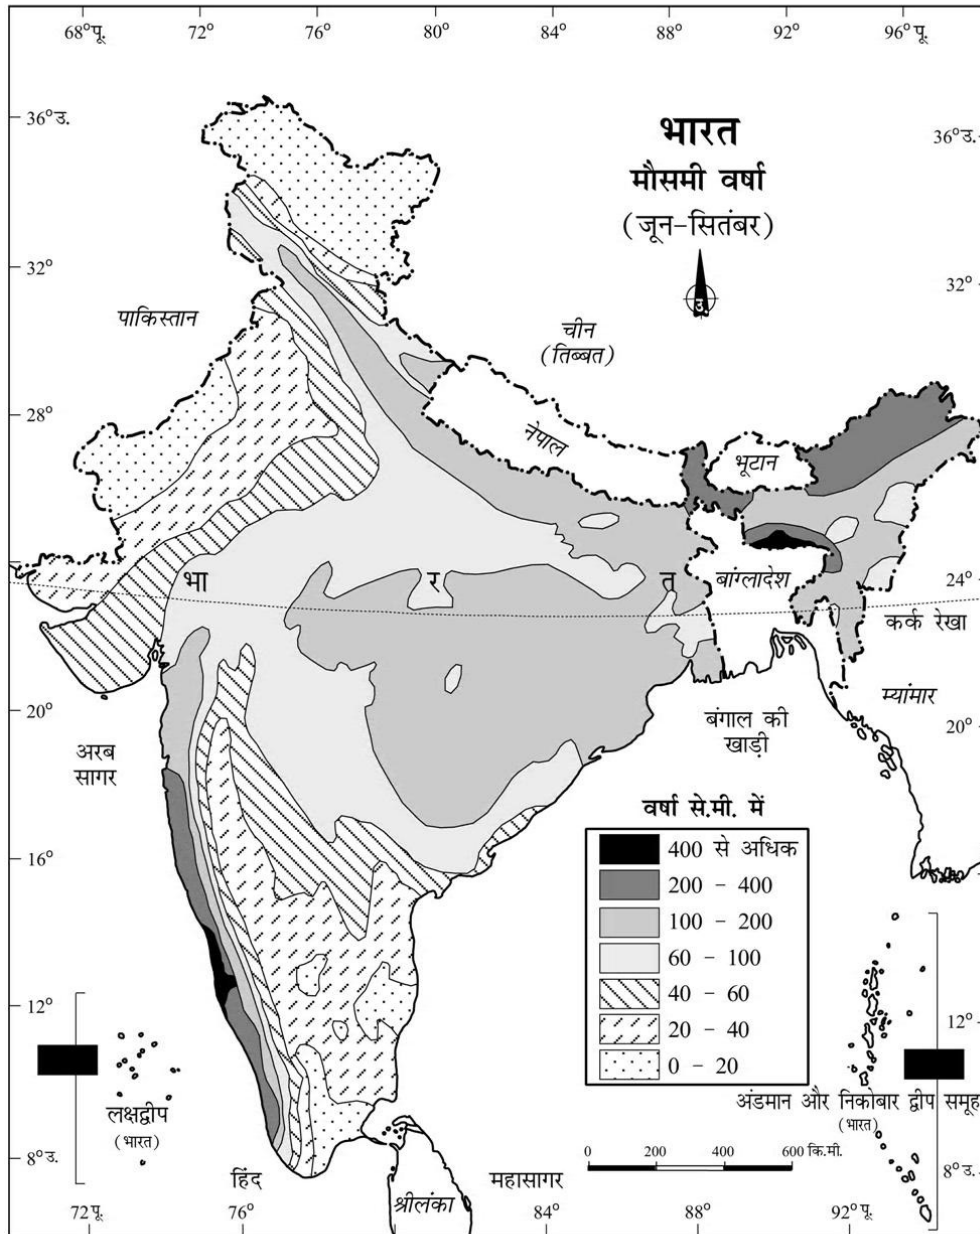 68°पू. 72° 76° 80° 84° 88° 92° 96° पू.
36°उ. 36°उ.
भारत
मौसमी वर्षा
(जून-सितंबर)
32° 32°
उ
पाकिस्तान
चीन
(तिब्बत)
28° 28°
नेपाल
भूटान
भा र त
बांग्लादेश
24° 24°
कर्क रेखा
म्यांमार
20° 20°
अरब
सागर
बंगाल की
खाड़ी
वर्षा से.मी. में
400 से अधिक
200 - 400
100 - 200
60 - 100
40 - 60
20 - 40
0 - 20
16°
12° 12°
लक्षद्वीप
(भारत)
अंडमान और निकोबार द्वीप समूह
(भारत)
0 200 400 600 कि.मी.
8°उ. 8°उ.
हिंद महासागर
श्रीलंका
72°पू. 76° 84° 88° 92°पू.